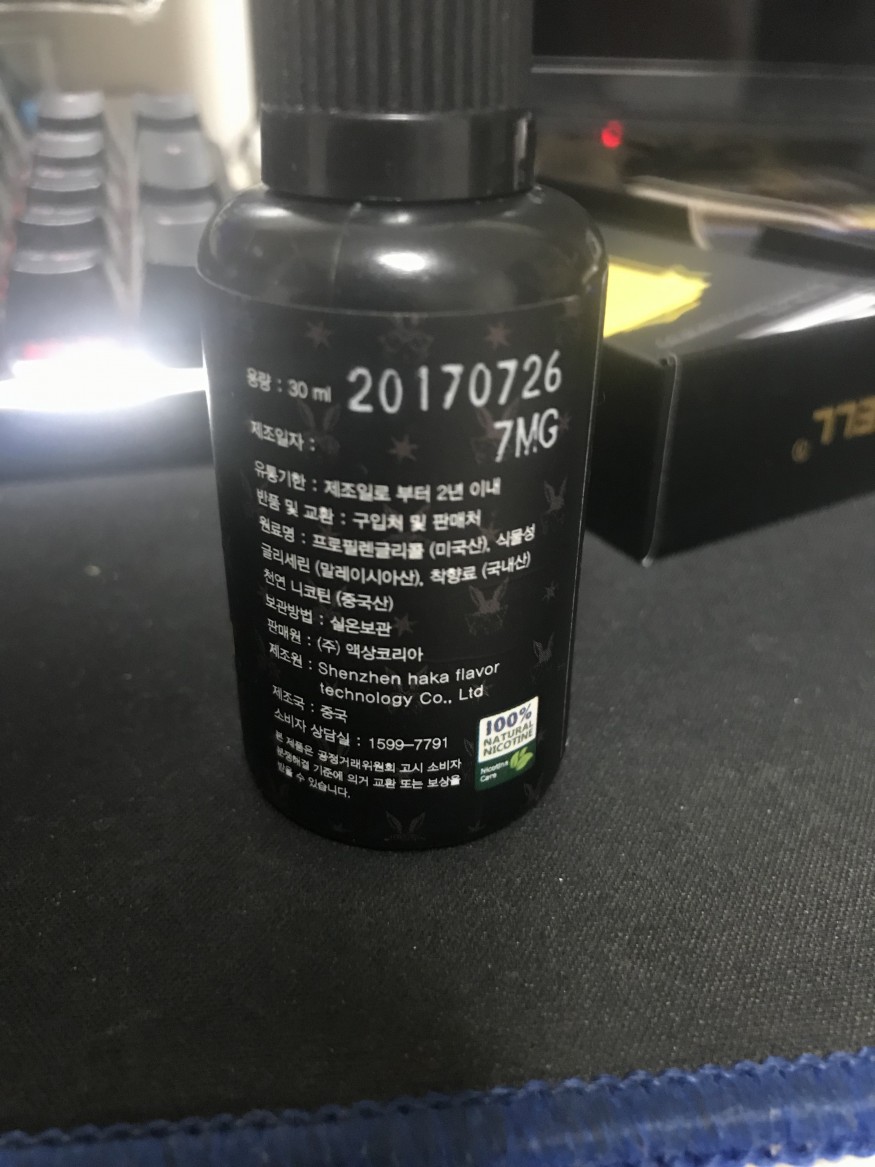 용량 : 30 ml 20170726
제조일자 : 7MG
유통기한 : 제조일로 부터 2년 이내
반품 및 교환 : 구입처 및 판매처
원료명 : 프로필렌글리콜 (미국산), 식물성
글리세린 (말레이시아산), 착향료 (국내산)
천연 니코틴 (중국산)
보관방법 : 실온보관
판매원 : (주) 액상코리아
제조원 : Shenzhen haka flavor
technology Co., Ltd
제조국 : 중국
소비자 상담실 : 1599-7791
본 제품은 공정거래위원회 고시 소비자
분쟁해결 기준에 의거 교환 또는 보상을
받을 수 있습니다.
100%
NATURAL
NICOTINE
Nicotine
Care
ELL
®